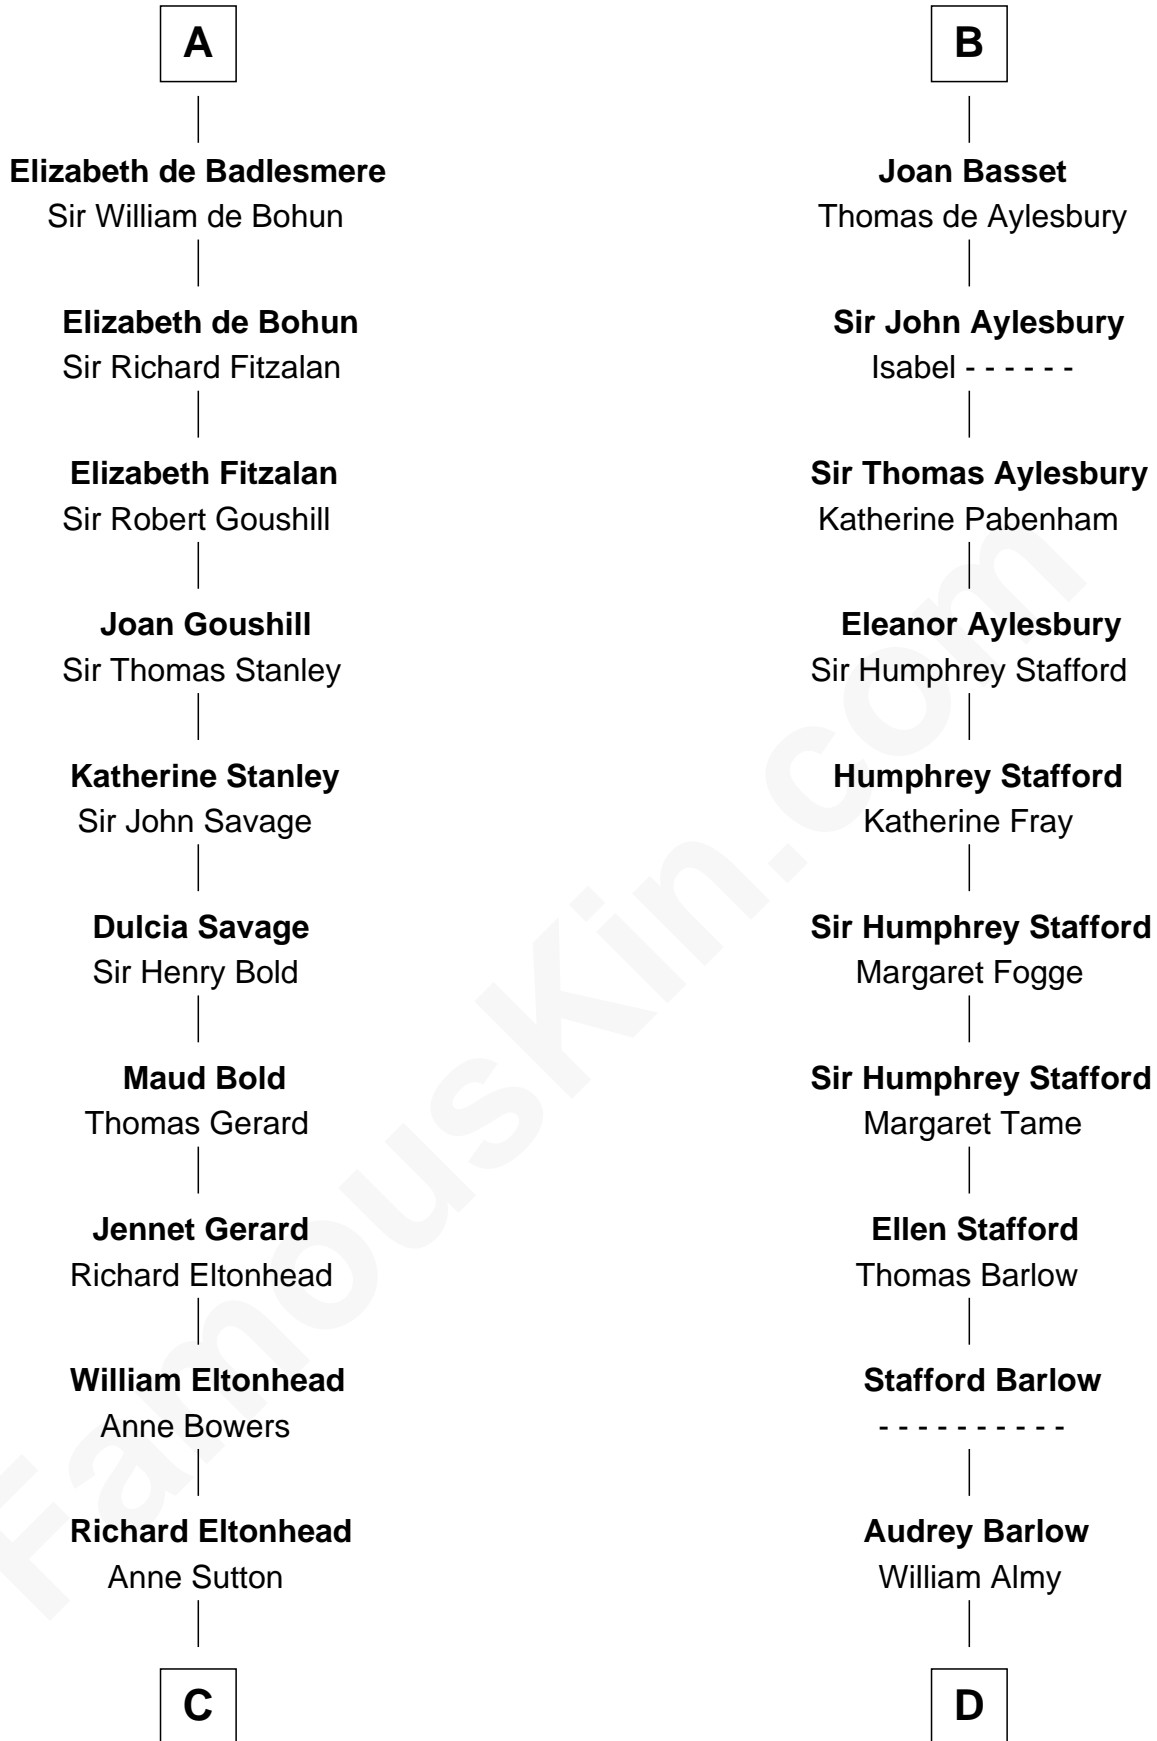 A
Elizabeth de Badlesmere
Sir William de Bohun
Elizabeth de Bohun
Sir Richard Fitzalan
Elizabeth Fitzalan
Sir Robert Goushill
Joan Goushill
Sir Thomas Stanley
Katherine Stanley
Sir John Savage
Dulcia Savage
Sir Henry Bold
Maud Bold
Thomas Gerard
Jennet Gerard
Richard Eltonhead
William Eltonhead
Anne Bowers
Richard Eltonhead
Anne Sutton
C
B
Joan Basset
Thomas de Aylesbury
Sir John Aylesbury
Isabel - - - - - -
Sir Thomas Aylesbury
Katherine Pabenham
Eleanor Aylesbury
Sir Humphrey Stafford
Humphrey Stafford
Katherine Fray
Sir Humphrey Stafford
Margaret Fogge
Sir Humphrey Stafford
Margaret Tame
Ellen Stafford
Thomas Barlow
Stafford Barlow
- - - - - - - - - -
Audrey Barlow
William Almy
D
FamousKin.com